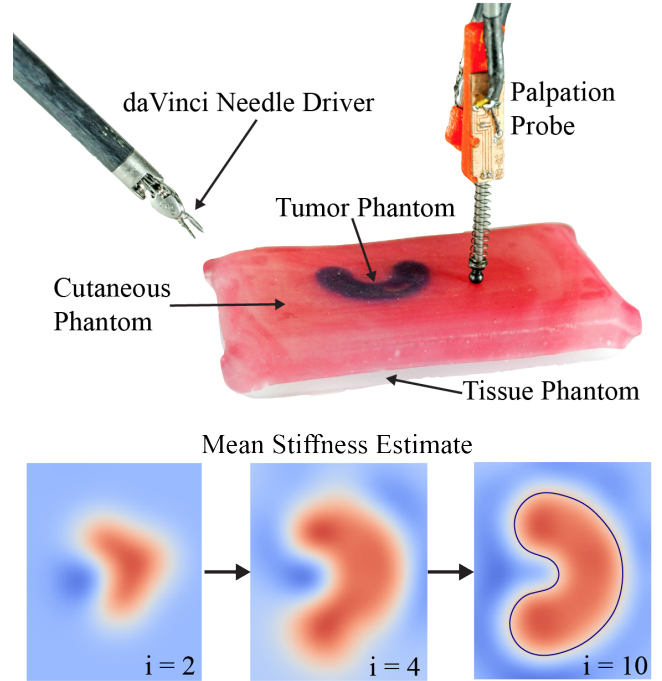 daVinci Needle Driver
Palpation
Probe
Tumor Phantom
Cutaneous
Phantom
Tissue Phantom
Mean Stiffness Estimate
i = 2
i = 4
i = 10